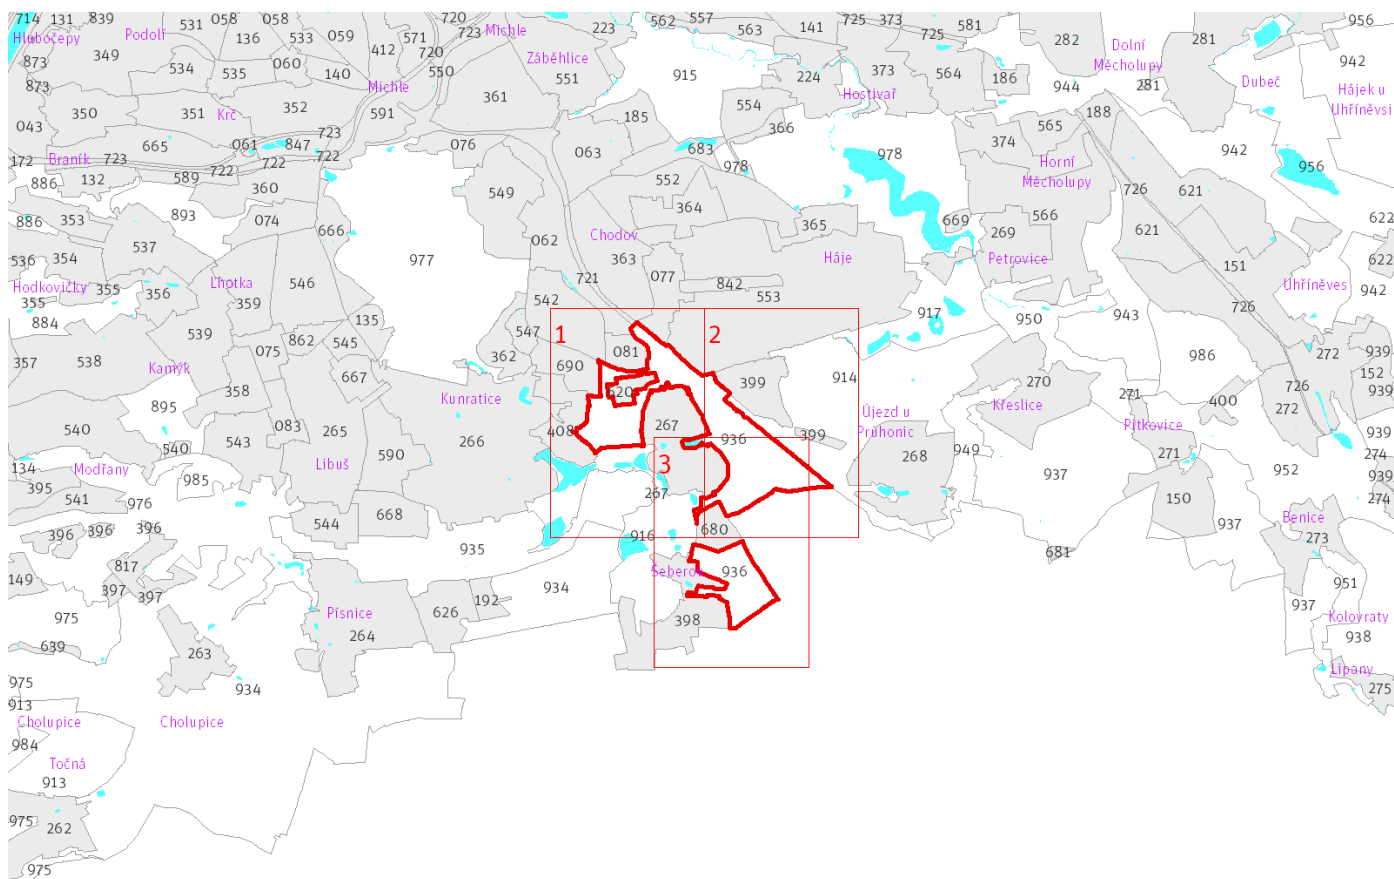 714 131 839 531 058 058 720 Michle 562 557 563 141 725 373 581 956
Hlubočepy Podolí 136 533 059 571 723 223 725 282 Dolní 281
349 412 720 Záběhlice Měcholupy 942
873 534 535 060 140 550 551 915 224 373 564 186 944 281 Dubeč Hájek u
873 Michle Hostivař Uhříněvsi
350 351 352 591 361 554 188
043 Krč 185 366 565
665 061 847 723 076 063 683 374 942
172 Braník 723 722 722 722 978 978 Horní 956
886 132 589 360 549 552 Měcholupy 726 621
886 353 893 074 364 365 669 566 622
537 666 062 Chodov 269 621
536 354 977 363 077 Háje Petrovice 151 622
Hodkovičky 355 356 Lhotka 546 721 842 Uhříněves 942
355 359 542 553 726
884 135 1 2 917 950 943
539 862 545 547 081
357 538 075 362 690 986 272 939
Kamýk 667 399 914 270 152
358 Kunratice 620 726 939
895 271 400 272
083 408 267 Újezd u Křeslice Pitkovice
540 543 265 266 936 399 Průhonic 939
540 Libuš 590 3 268 949 271 274
134 Modřany 985 937 952 939
395 541 976 668 267 150 274
544 680 937 Benice
396 396 396 916 273
817 935 681
149 397 397 Šeberov 936 951
975 Písnice 626 192 934 937 Kolovraty
639 264 398 938
263 Lipany
975 934 275
913
Cholupice Cholupice
984
Točná
913
975
262
975